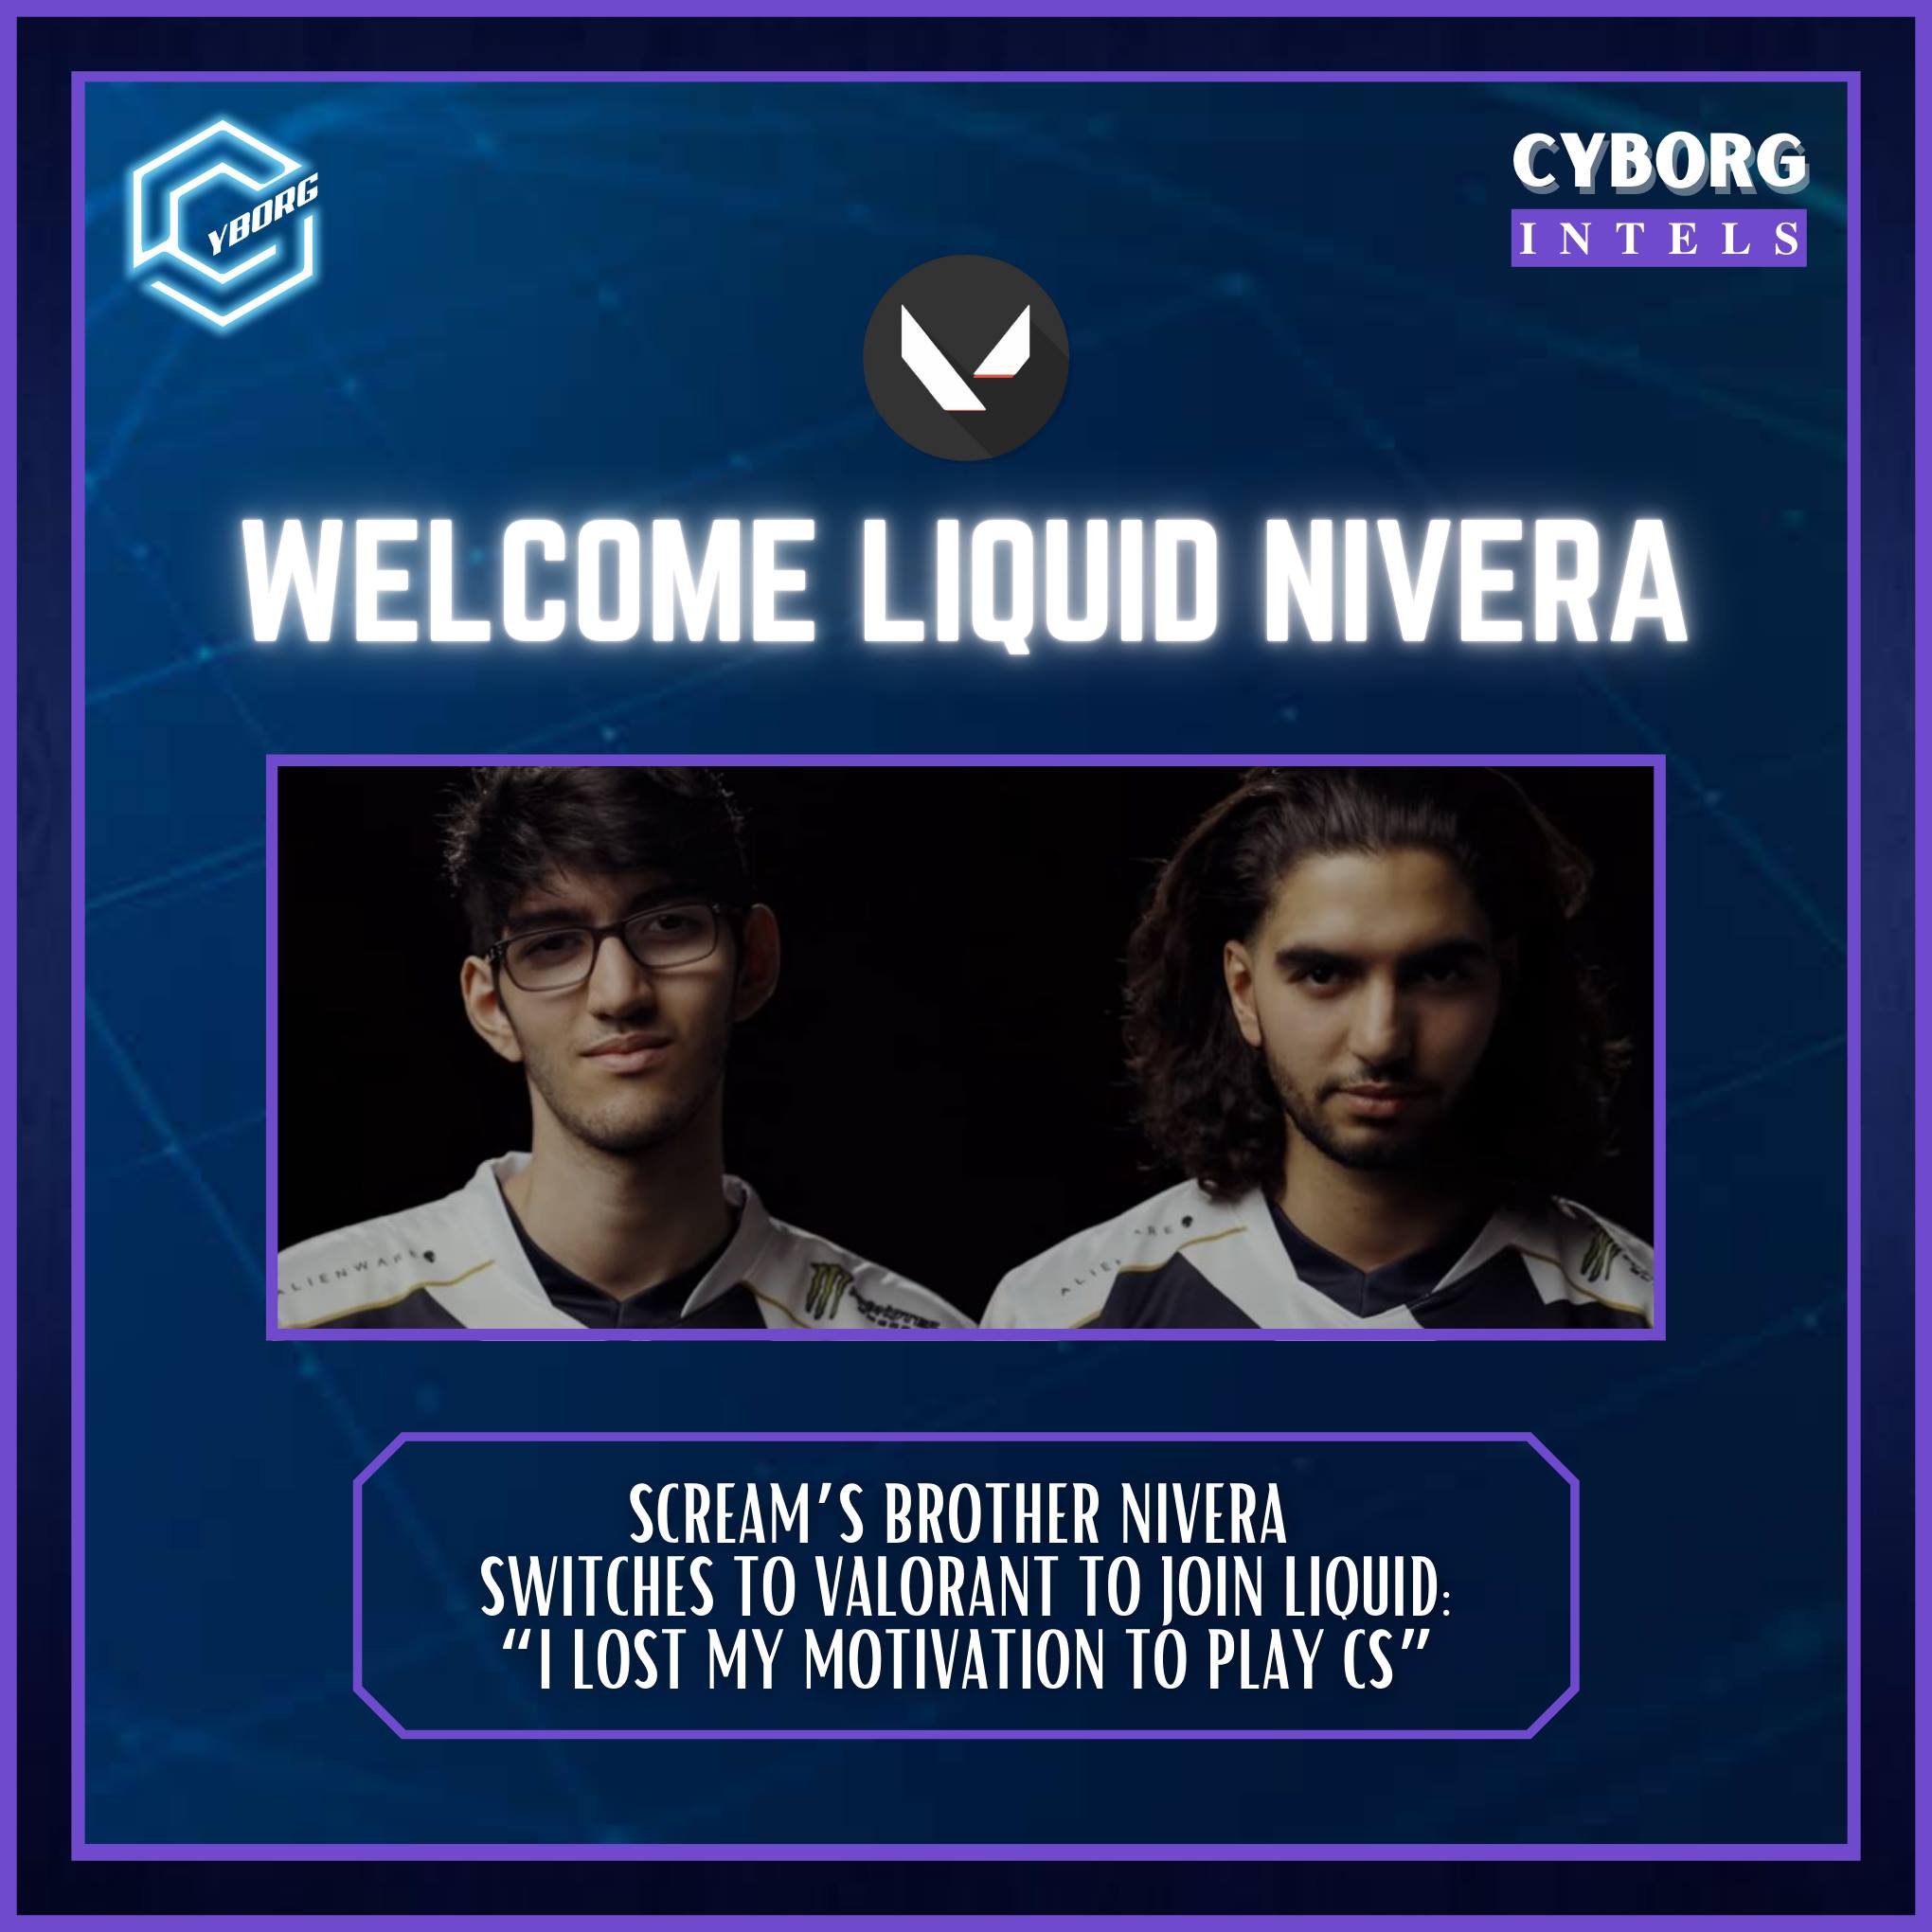 CYBORG
CYBORG
INTELS
WELCOME LIQUID NIVERA
ALIENWARE
SCREAM'S BROTHER NIVERA
SWITCHES TO VALORANT TO JOIN LIQUID:
“I LOST MY MOTIVATION TO PLAY CS”